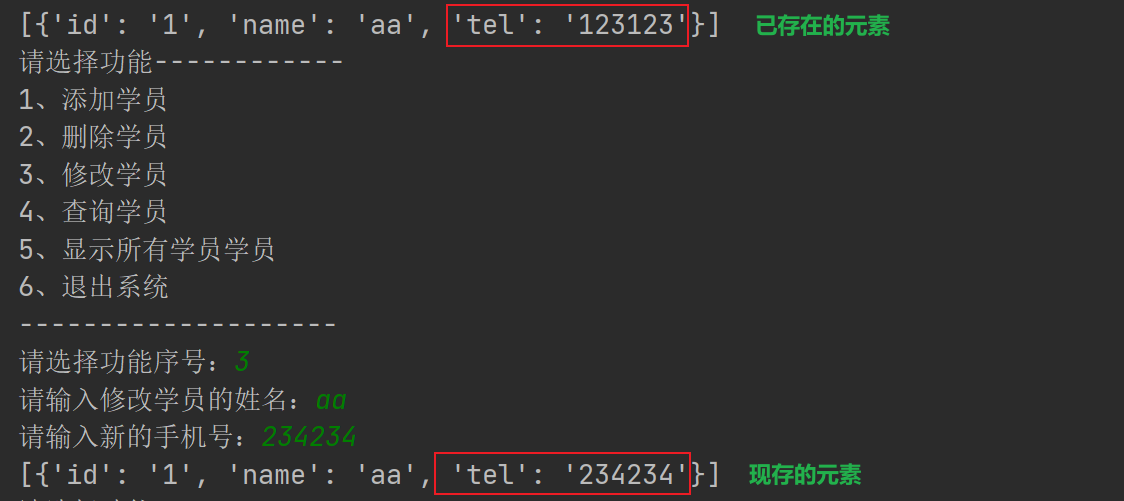 [{'id': '1', 'name': 'aa', 'tel': '123123'}] 已存在的元素
请选择功能------------
1、添加学员
2、删除学员
3、修改学员
4、查询学员
5、显示所有学员学员
6、退出系统
--------------------
请选择功能序号：3
请输入修改学员的姓名：aa
请输入新的手机号：234234
[{'id': '1', 'name': 'aa', 'tel': '234234'}] 现存的元素